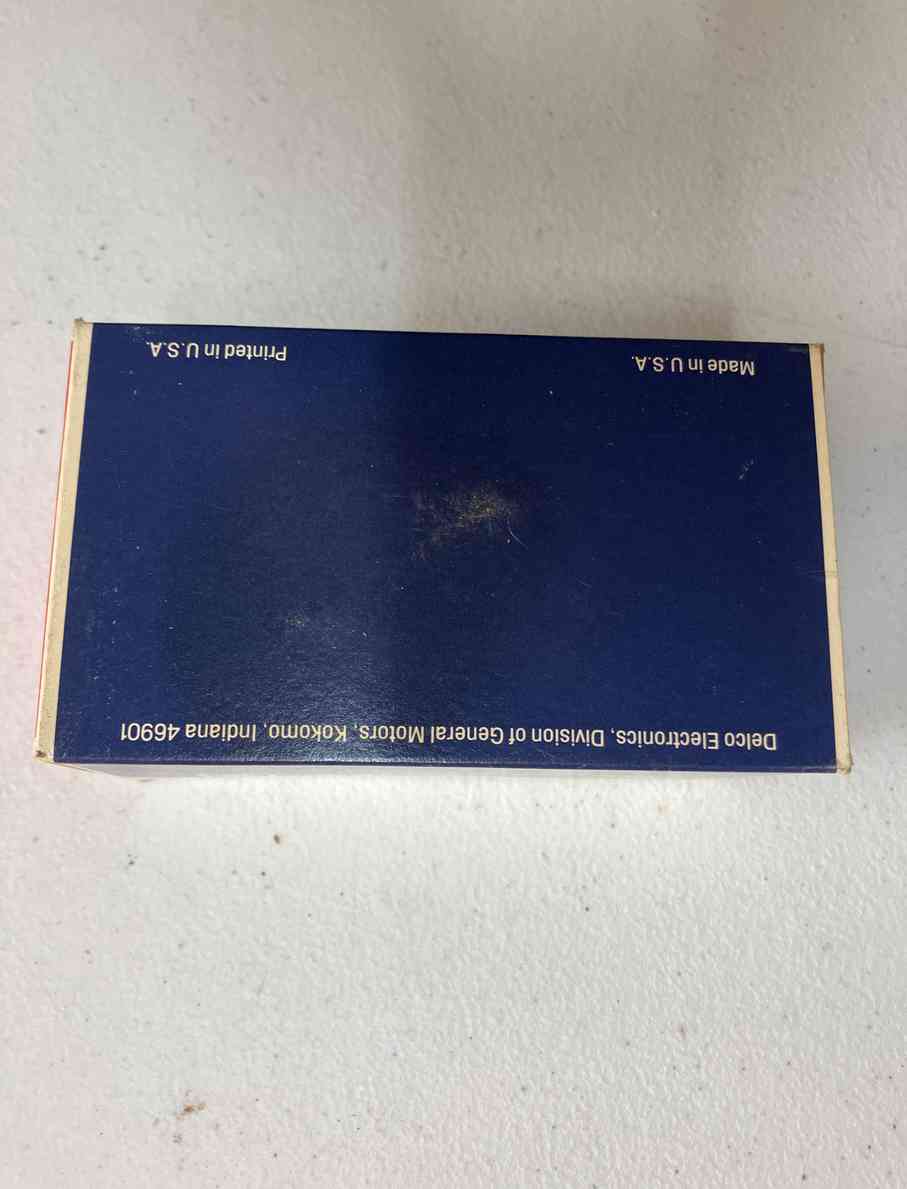 Delco Electronics, Division of General Motors, Kokomo, Indiana 46901
Made in U.S.A.
Printed in U.S.A.